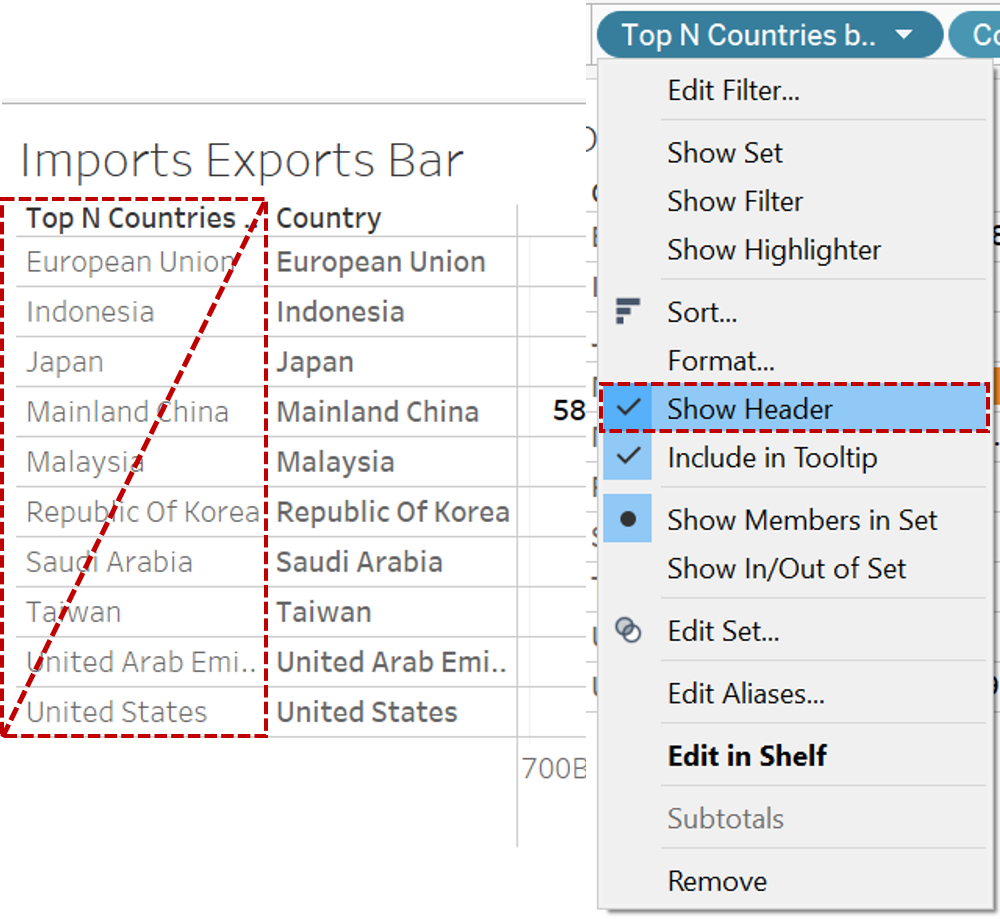 Imports Exports Bar
Top N Countries . Country
European Union European Union
Indonesia Indonesia
Japan Japan
Mainland China Mainland China 58
Malaysia Malaysia
Republic Of Korea Republic Of Korea
Saudi Arabia Saudi Arabia
Taiwan Taiwan
United Arab Emi.. United Arab Emi..
United States United States
700B
Top N Countries b..
Edit Filter...
Show Set
Show Filter
Show Highlighter
Sort...
Format...
Show Header
Include in Tooltip
Show Members in Set
Show In/Out of Set
Edit Set...
Edit Aliases...
Edit in Shelf
Subtotals
Remove